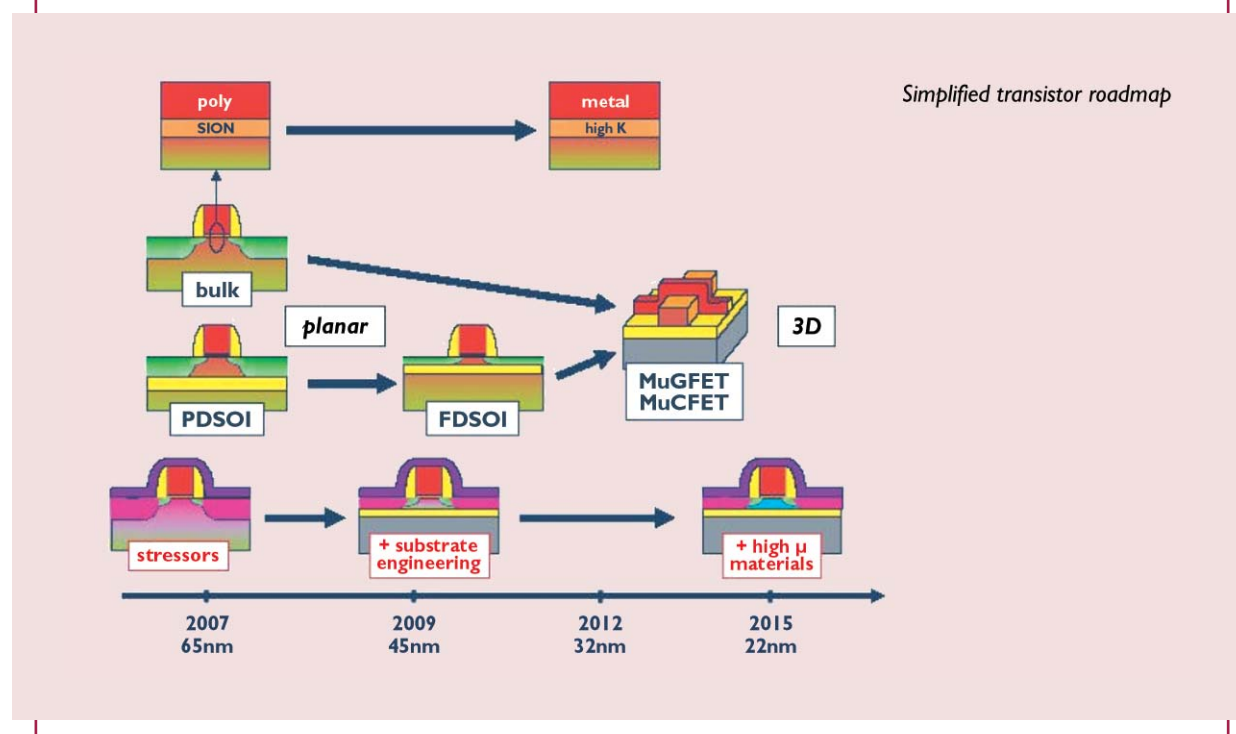 Simplified transistor roadmap
poly
SION
metal
high K
bulk
planar
3D
PDSOI
FDSOI
MuGFET
MuCFET
stressors
+ substrate
engineering
+ high μ
materials
2007
65nm
2009
45nm
2012
32nm
2015
22nm